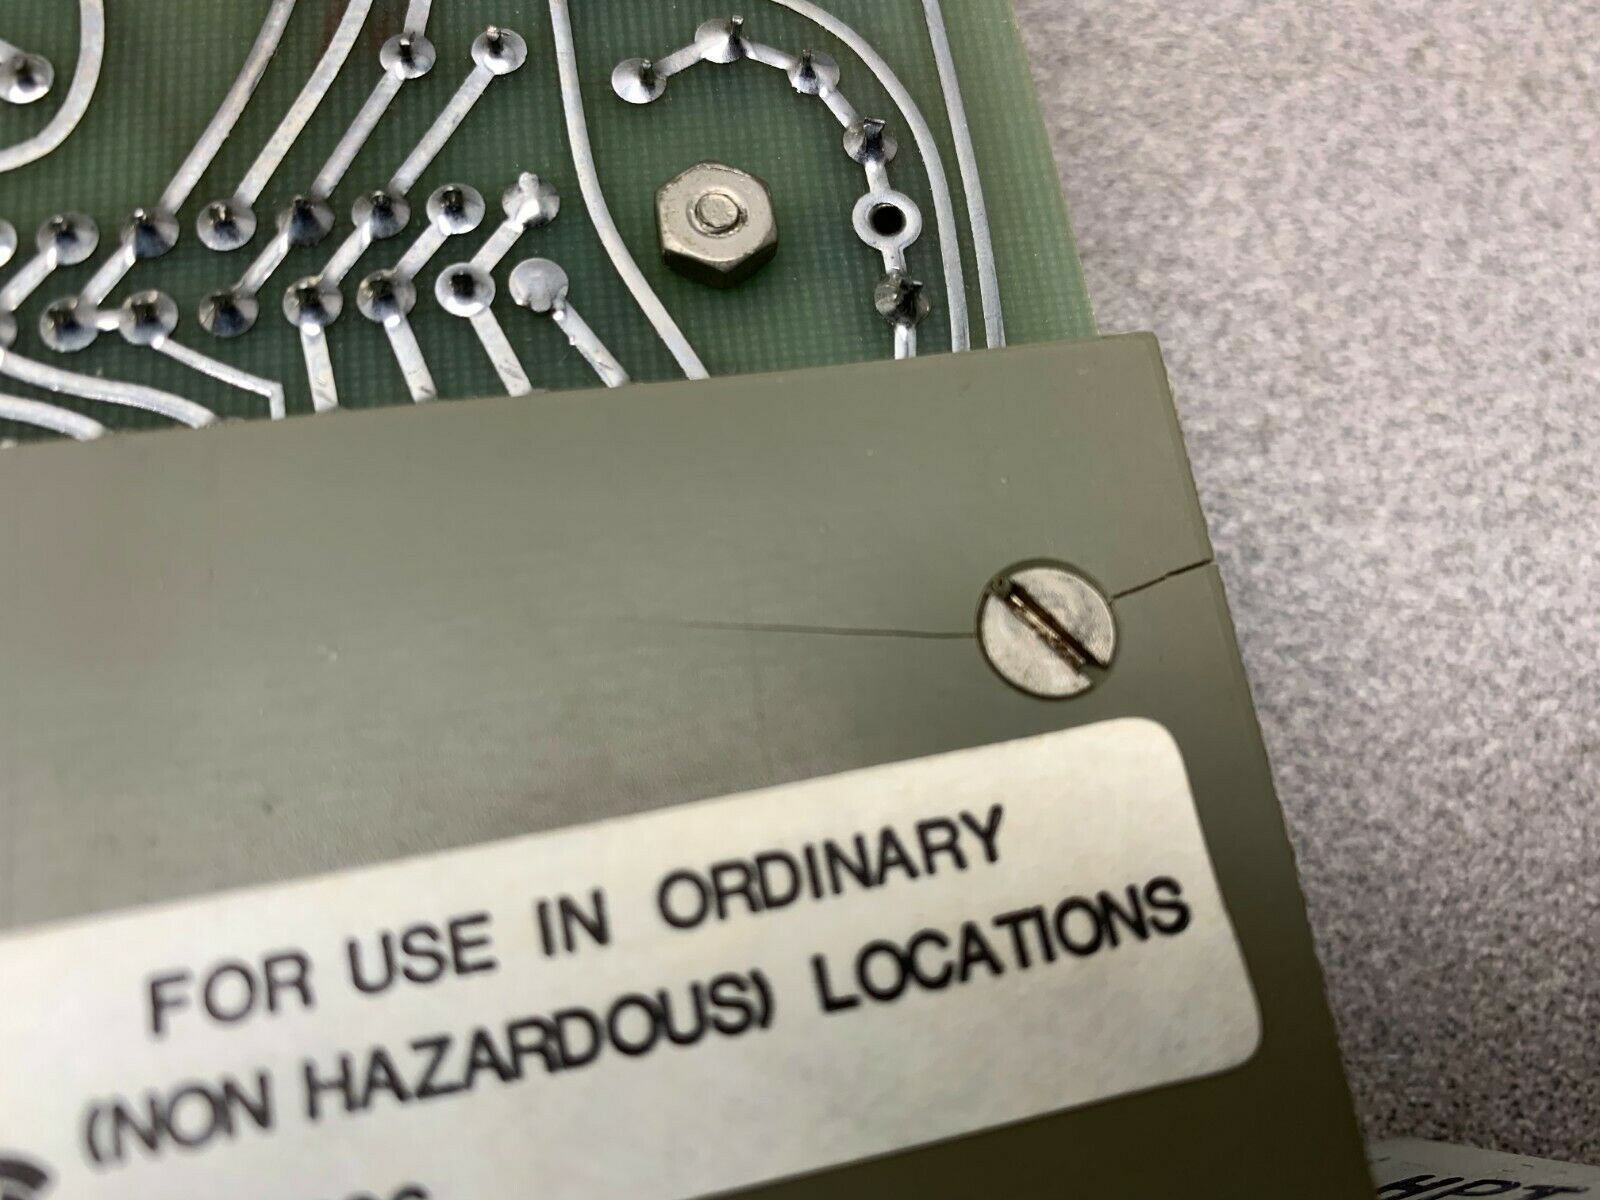 FOR USE IN ORDINARY
(NON HAZARDOUS) LOCATIONS